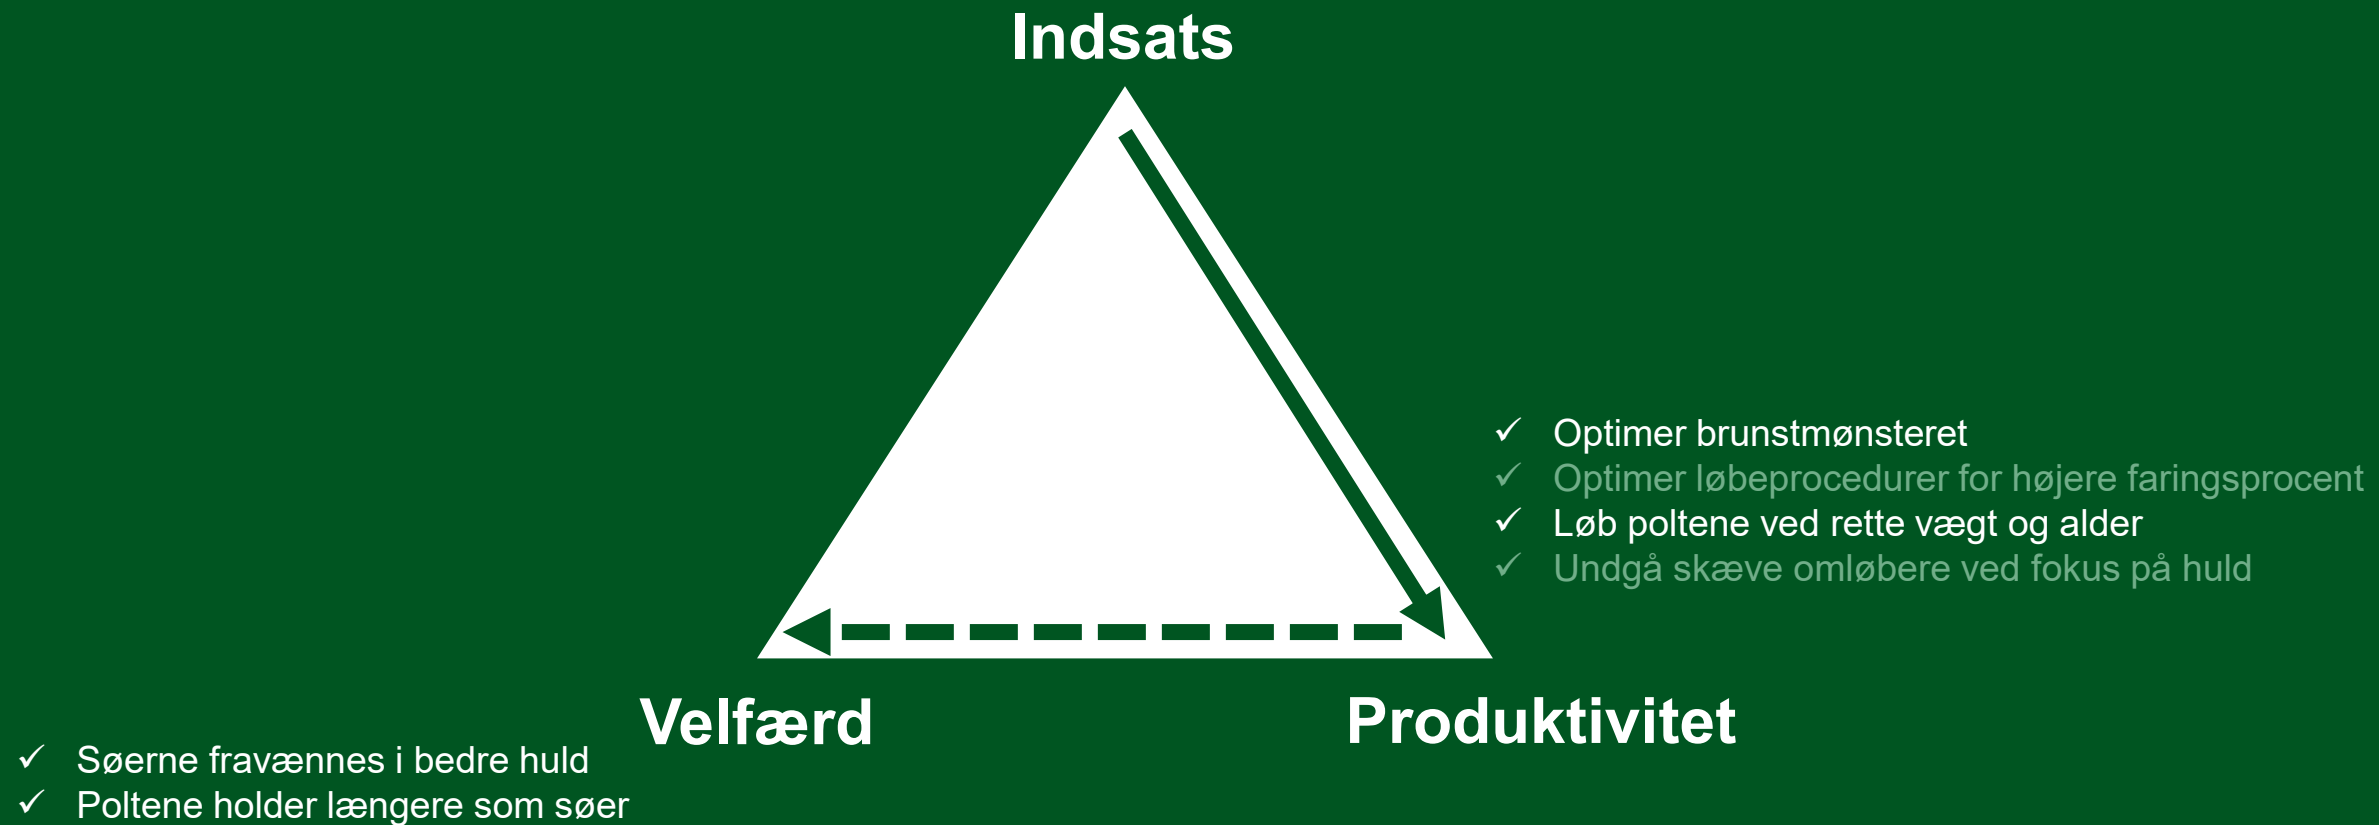 Indsats
✓ Optimer brunstmønsteret
✓ Optimer løbeprocedurer for højere faringsprocent
✓ Løb poltene ved rette vægt og alder
✓ Undgå skæve omløbere ved fokus på huld
Velfærd
Produktivitet
✓ Søerne fravænnes i bedre huld
✓ Poltene holder længere som søer